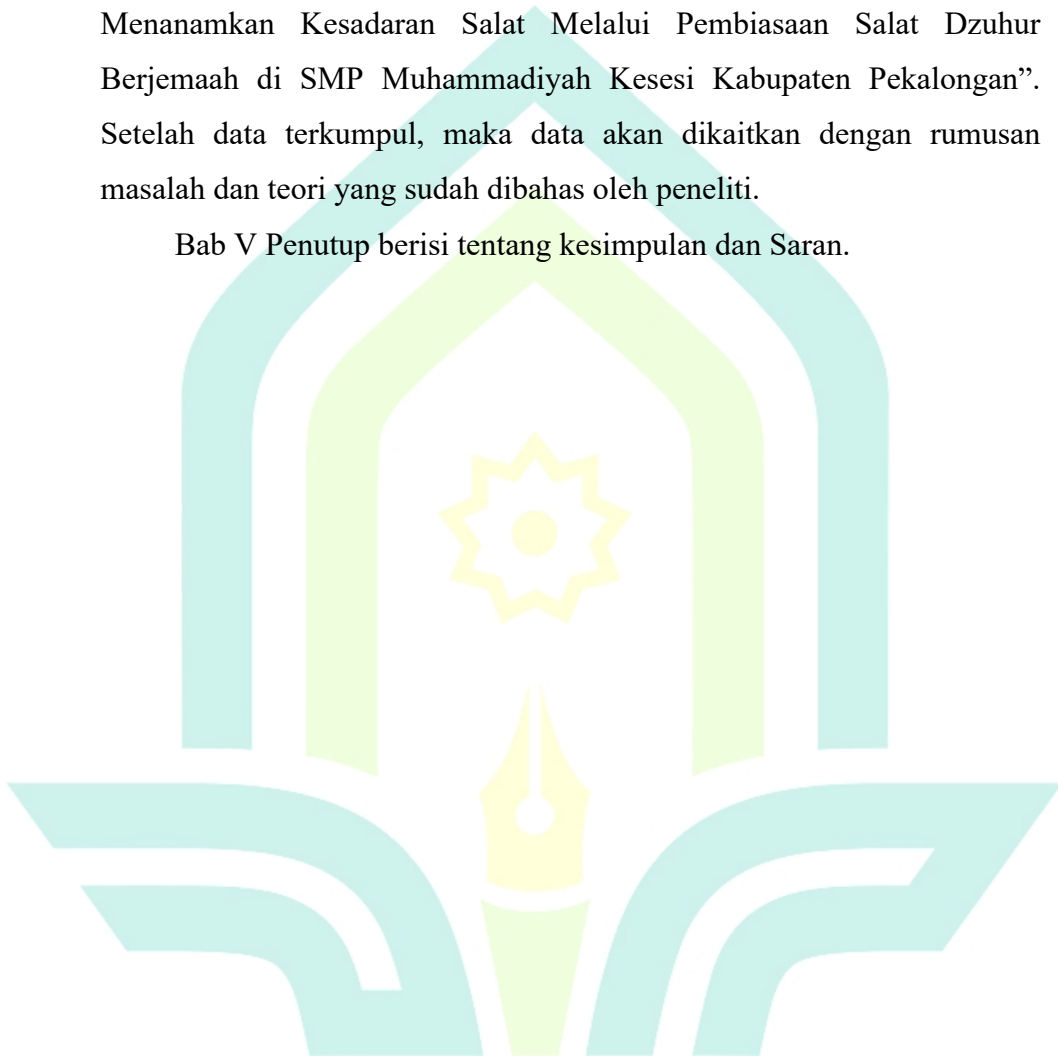 Menanamkan Kesadaran Salat Melalui Pembiasaan Salat Dzuhur
Berjemaah di SMP Muhammadiyah Kesesi Kabupaten Pekalongan”.
Setelah data terkumpul, maka data akan dikaitkan dengan rumusan
masalah dan teori yang sudah dibahas oleh peneliti.
Bab V Penutup berisi tentang kesimpulan dan Saran.